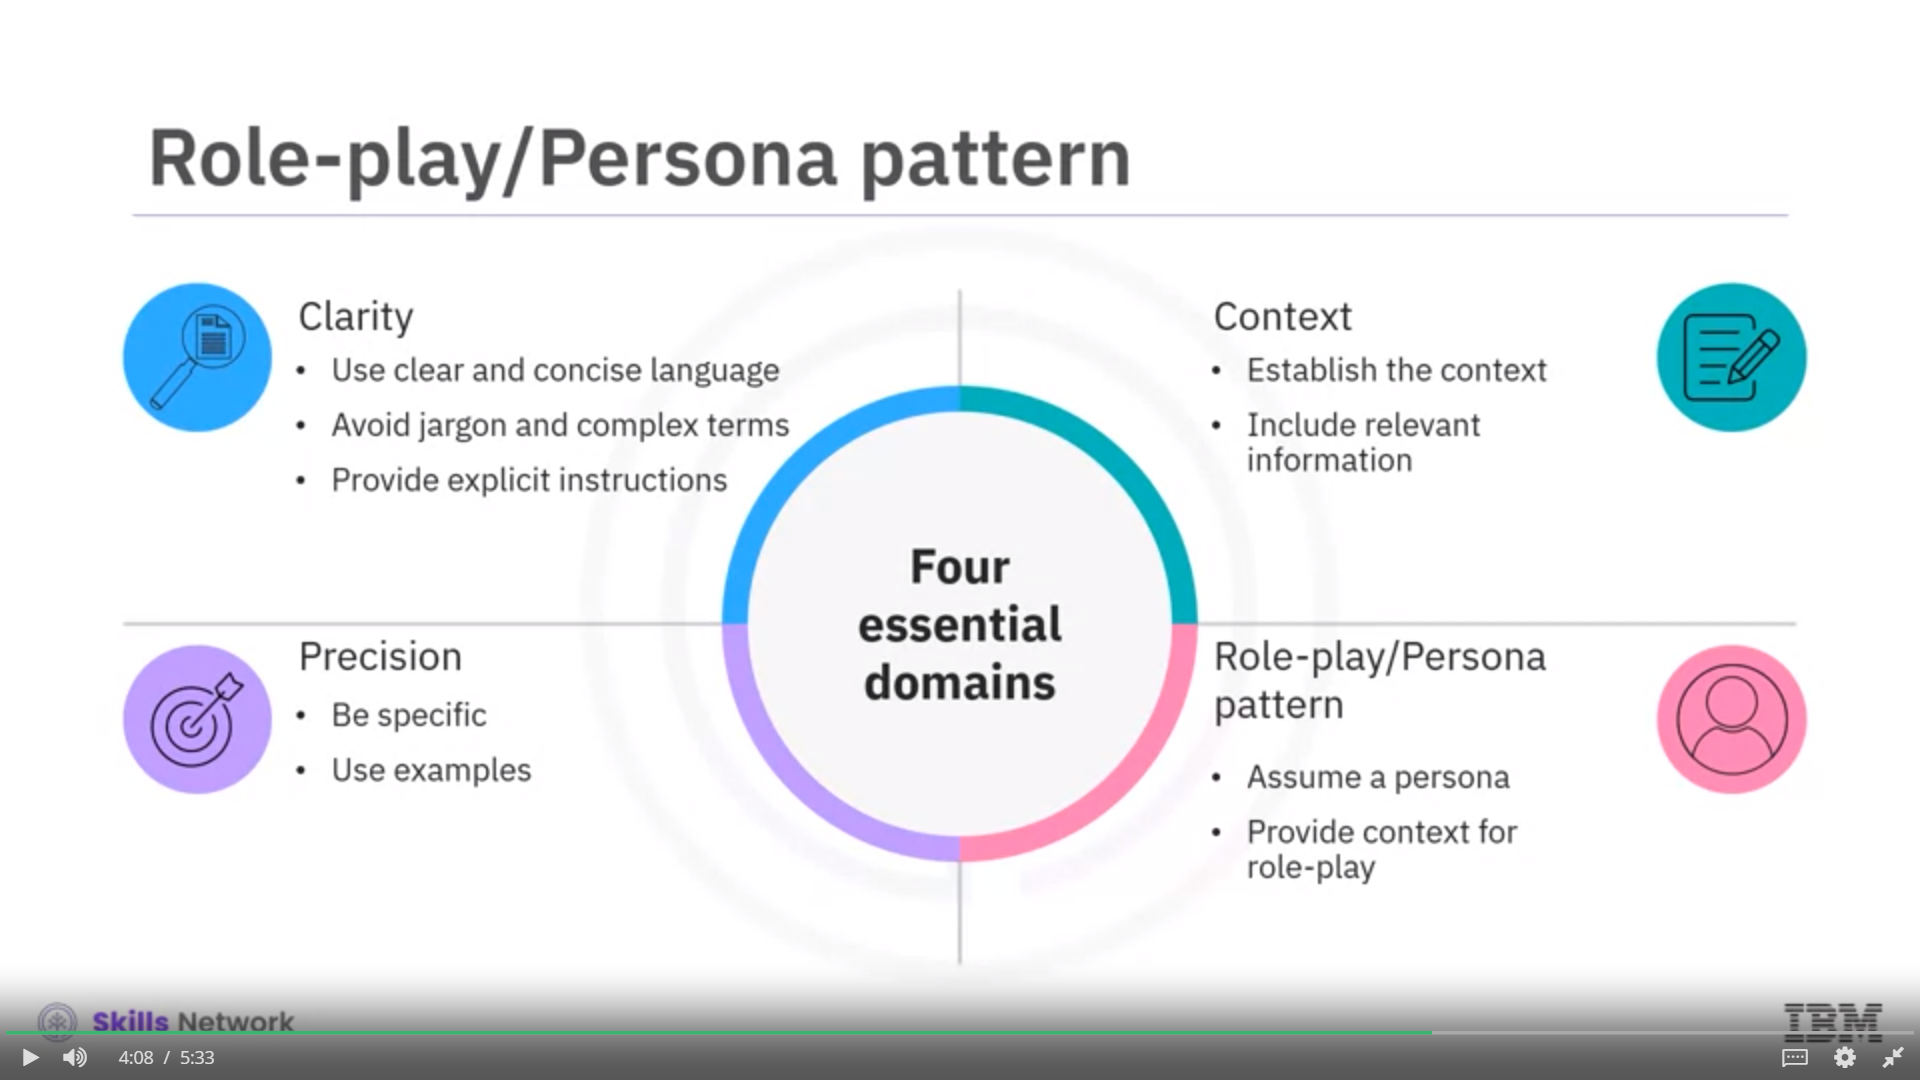 Role-play/Persona pattern
Clarity
• Use clear and concise language
• Avoid jargon and complex terms
• Provide explicit instructions
Context
• Establish the context
• Include relevant
information
Four
essential
domains
Precision
• Be specific
• Use examples
Role-play/Persona
pattern
• Assume a persona
• Provide context for
role-play
Skills Network
IBM
4:08 / 5:33